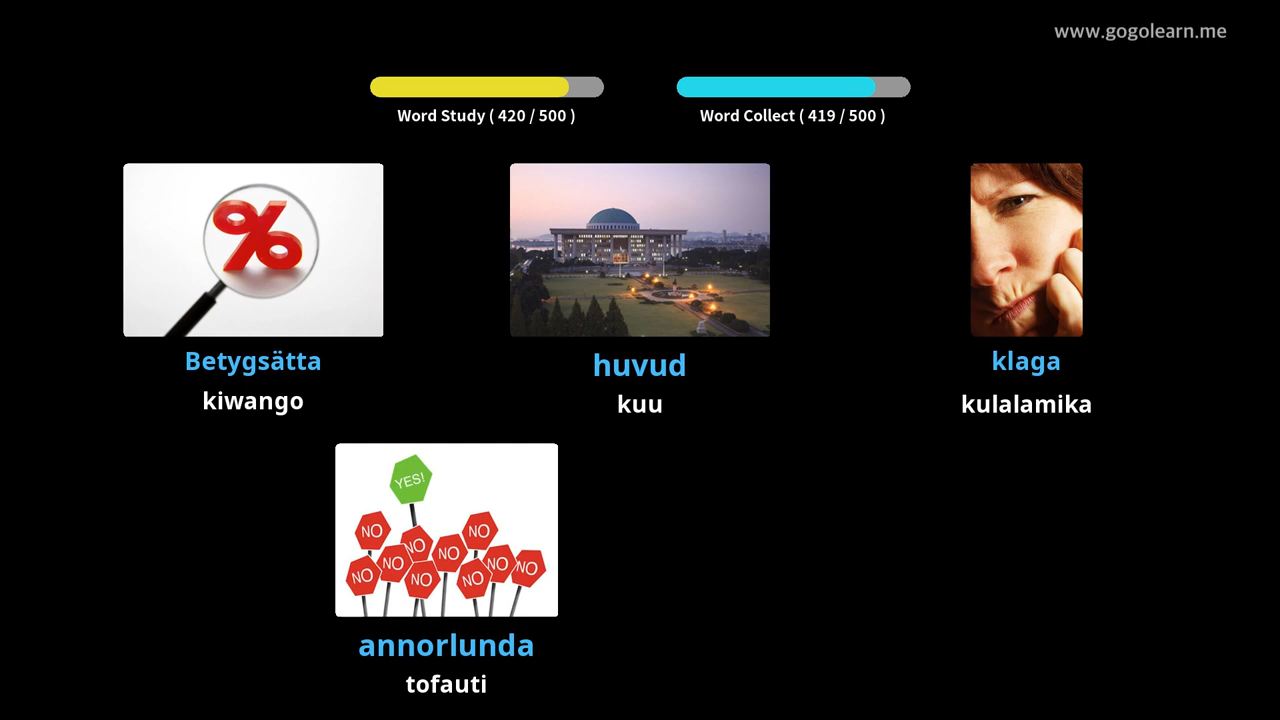 www.gogolearn.me
Word Study ( 420 / 500 )
Word Collect ( 419 / 500 )
Betygsätta
kiwango
huvud
kuu
klaga
kulalamika
YES!
NO
NO
NO
NO
NO
NO
NO
NO
NO
NO
annorlunda
tofauti